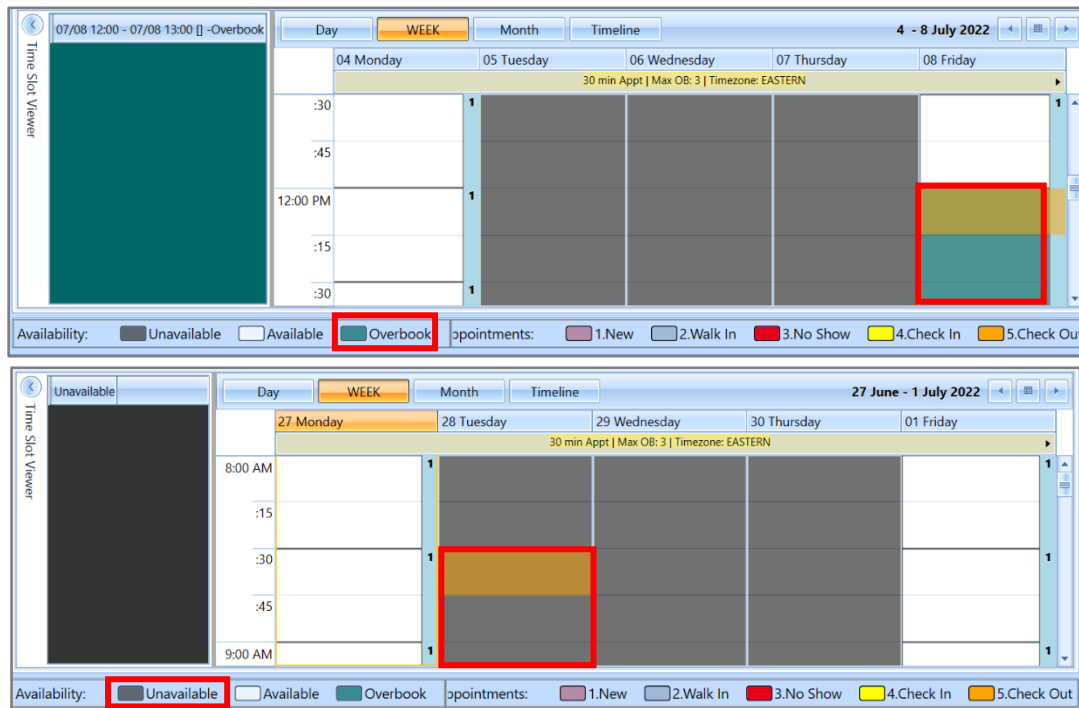 07/08 12:00 - 07/08 13:00 [] -Overbook
Time Slot Viewer
Day WEEK Month Timeline 4 - 8 July 2022
04 Monday 05 Tuesday 06 Wednesday 07 Thursday 08 Friday
30 min Appt | Max OB: 3 | Timezone: EASTERN
:30 1 1
:45
12:00 PM 1
:15
:30 1
Availability: Unavailable Available Overbook ppointments: 1.New 2.Walk In 3.No Show 4.Check In 5.Check Ou
Unavailable
Time Slot Viewer
Day WEEK Month Timeline 27 June - 1 July 2022
27 Monday 28 Tuesday 29 Wednesday 30 Thursday 01 Friday
30 min Appt | Max OB: 3 | Timezone: EASTERN
8:00 AM 1 1
:15
:30 1 1
:45
9:00 AM 1 1
Availability: Unavailable Available Overbook ppointments: 1.New 2.Walk In 3.No Show 4.Check In 5.Check Out